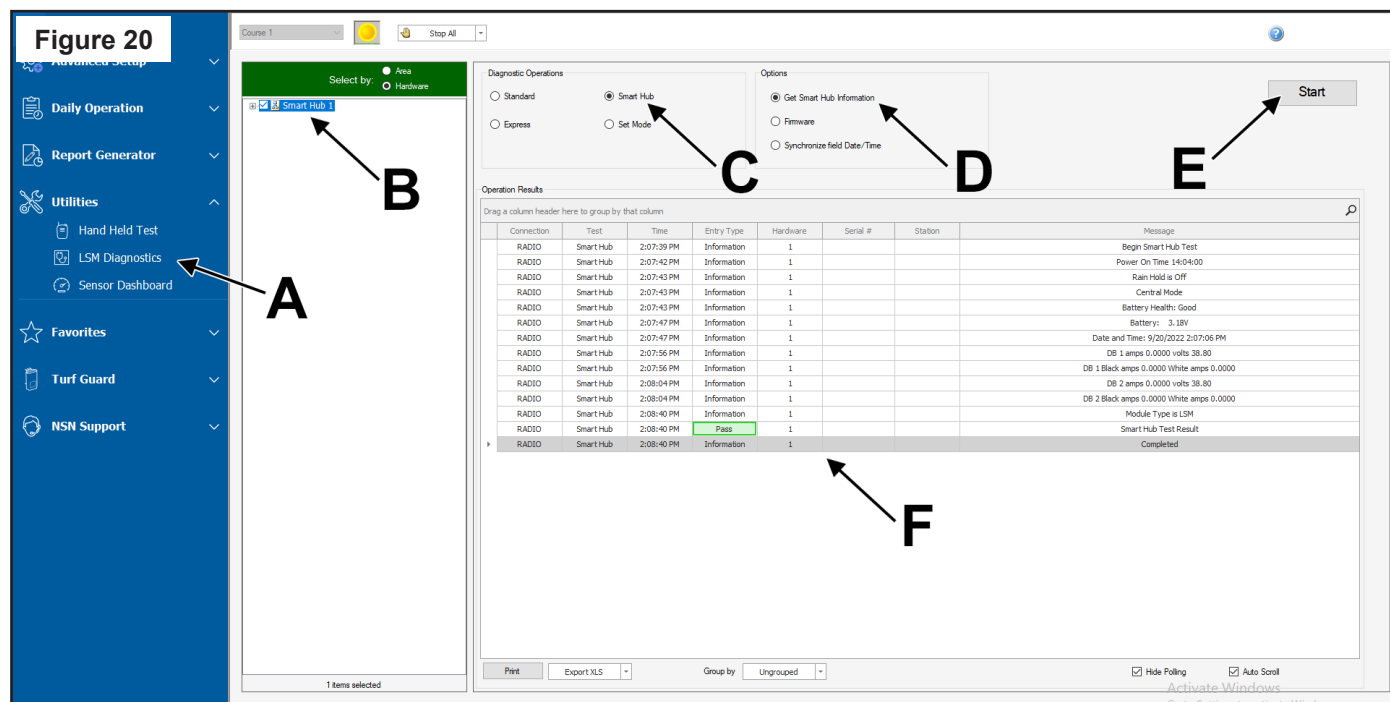 Figure 20
Advanced Setup
Daily Operation
Report Generator
Utilities
Hand Held Test
LSM Diagnostics
Sensor Dashboard
Favorites
Turf Guard
NSN Support
Course 1
Stop All
Select by:
Area
Hardware
Smart Hub 1
1 items selected
Diagnostic Operations
Standard
Smart Hub
Express
Set Mode
Options
Get Smart Hub Information
Firmware
Synchronize field Date/Time
Start
A
B
C
D
E
Operation Results
Drag a column header here to group by that column
Connection Test Time Entry Type Hardware Serial # Station Message
RADIO Smart Hub 2:07:39 PM Information 1 Begin Smart Hub Test
RADIO Smart Hub 2:07:42 PM Information 1 Power On Time 14:04:00
RADIO Smart Hub 2:07:43 PM Information 1 Rain Hold is Off
RADIO Smart Hub 2:07:43 PM Information 1 Central Mode
RADIO Smart Hub 2:07:43 PM Information 1 Battery Health: Good
RADIO Smart Hub 2:07:47 PM Information 1 Battery: 3.18V
RADIO Smart Hub 2:07:47 PM Information 1 Date and Time: 9/20/2022 2:07:06 PM
RADIO Smart Hub 2:07:56 PM Information 1 DB 1 amps 0.0000 volts 38.80
RADIO Smart Hub 2:07:56 PM Information 1 DB 1 Black amps 0.0000 White amps 0.0000
RADIO Smart Hub 2:08:04 PM Information 1 DB 2 amps 0.0000 volts 38.80
RADIO Smart Hub 2:08:04 PM Information 1 DB 2 Black amps 0.0000 White amps 0.0000
RADIO Smart Hub 2:08:40 PM Information 1 Module Type is LSM
RADIO Smart Hub 2:08:40 PM Pass 1 Smart Hub Test Result
RADIO Smart Hub 2:08:40 PM Information 1 Completed
F
Print
Export XLS
Group by
Ungrouped
Hide Polling
Auto Scroll
Activate Windows